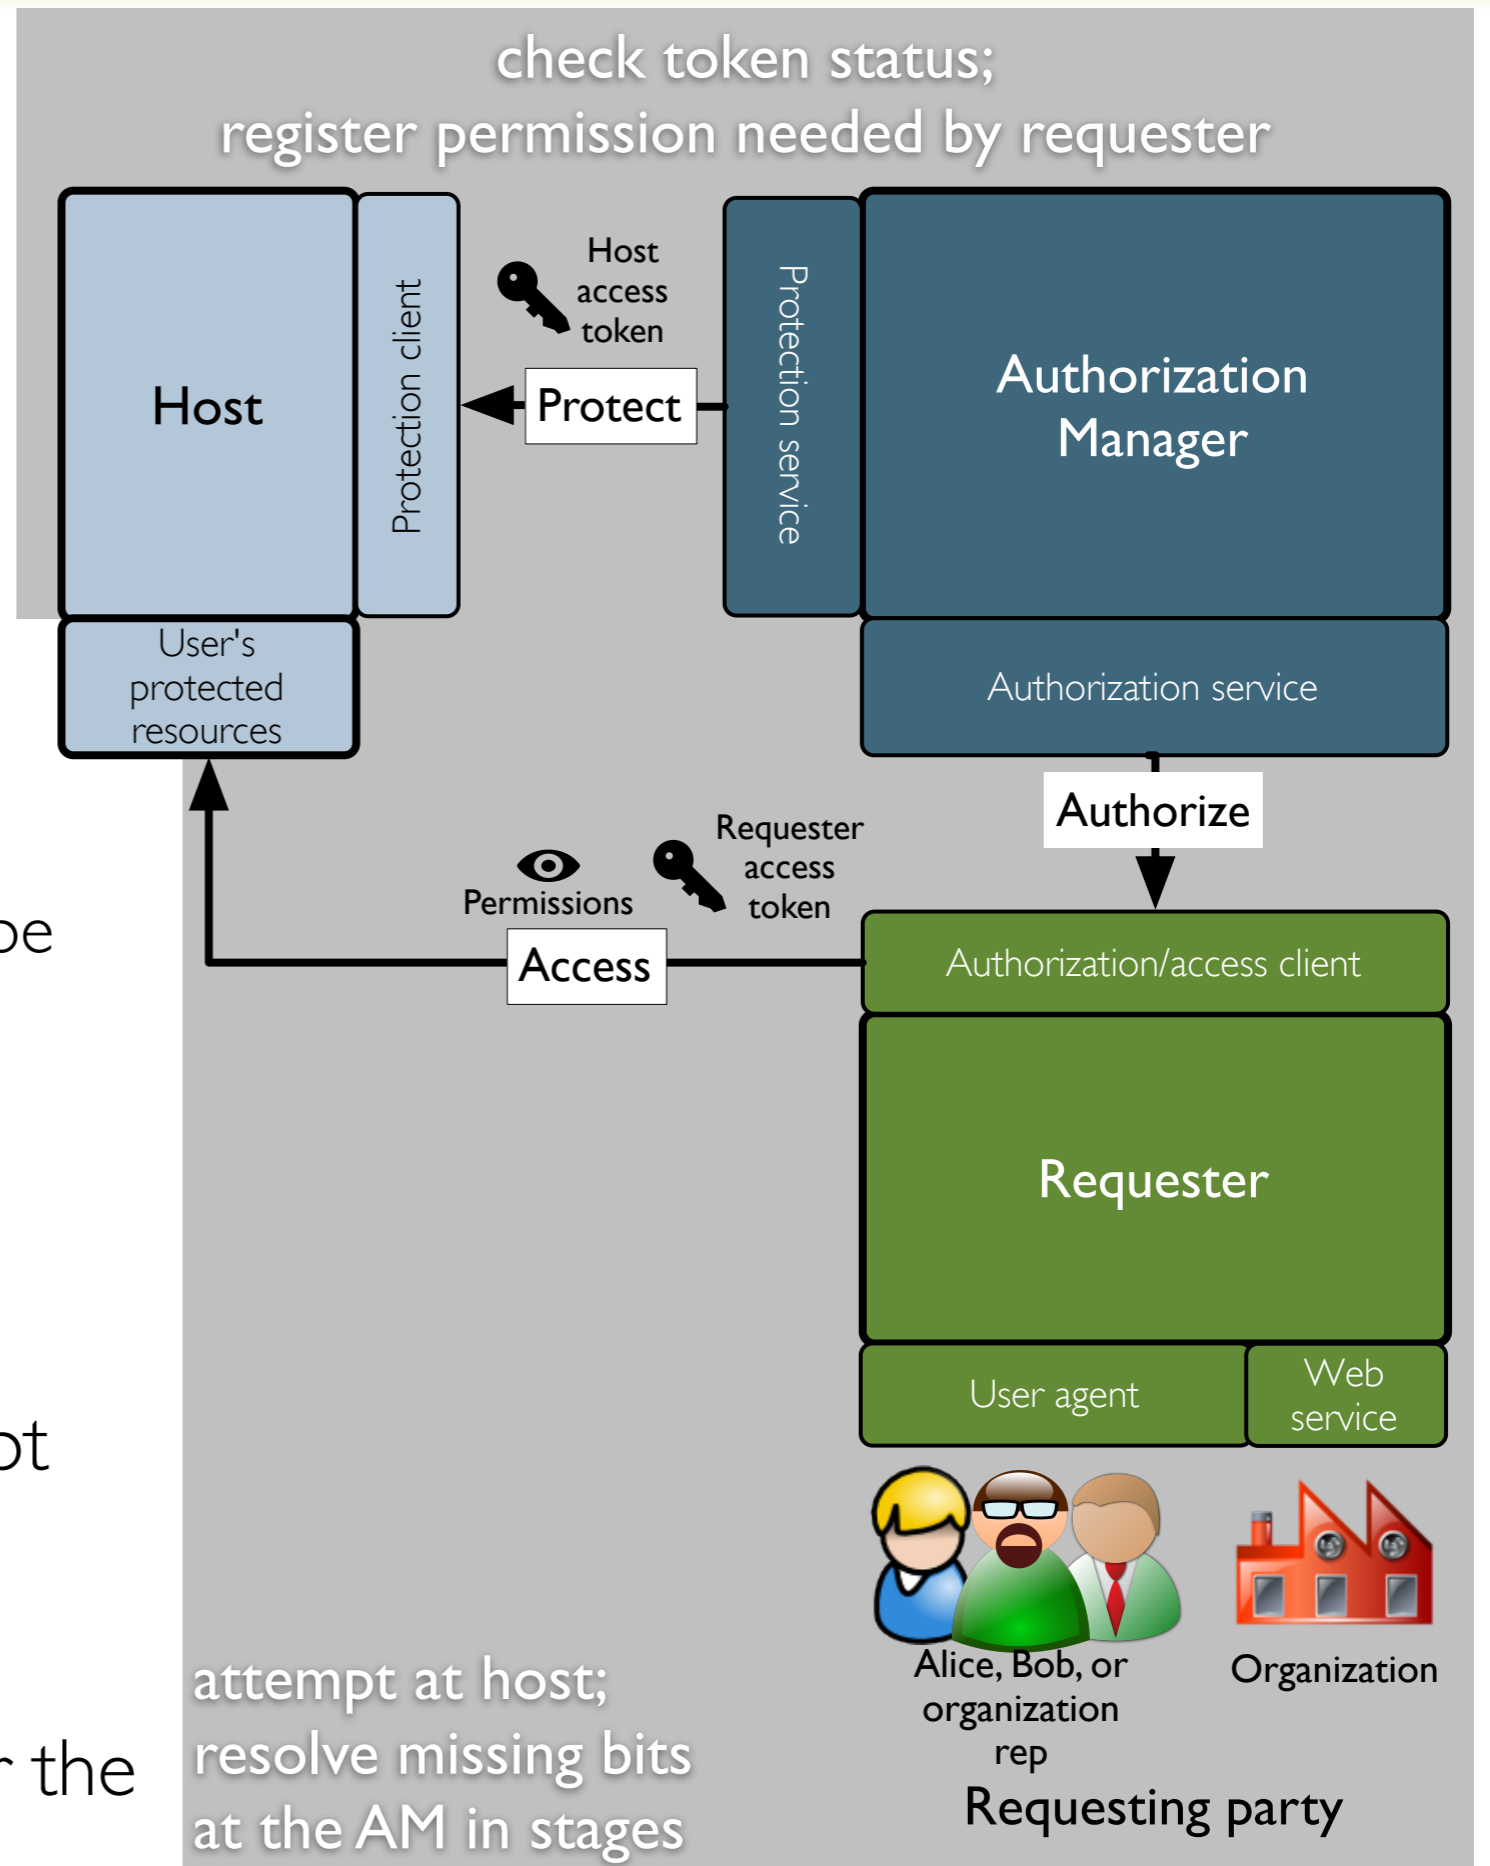 check token status;
register permission needed by requester
Host
Protection client
Host
access
token
Protect
Protection service
Authorization
Manager
User's
protected
resources
Authorization service
Authorize
Requester
access
token
Permissions
Access
Authorization/access client
Requester
User agent
Web
service
Alice, Bob, or
organization
rep
Organization
Requesting party
the
attempt at host;
resolve missing bits
at the AM in stages